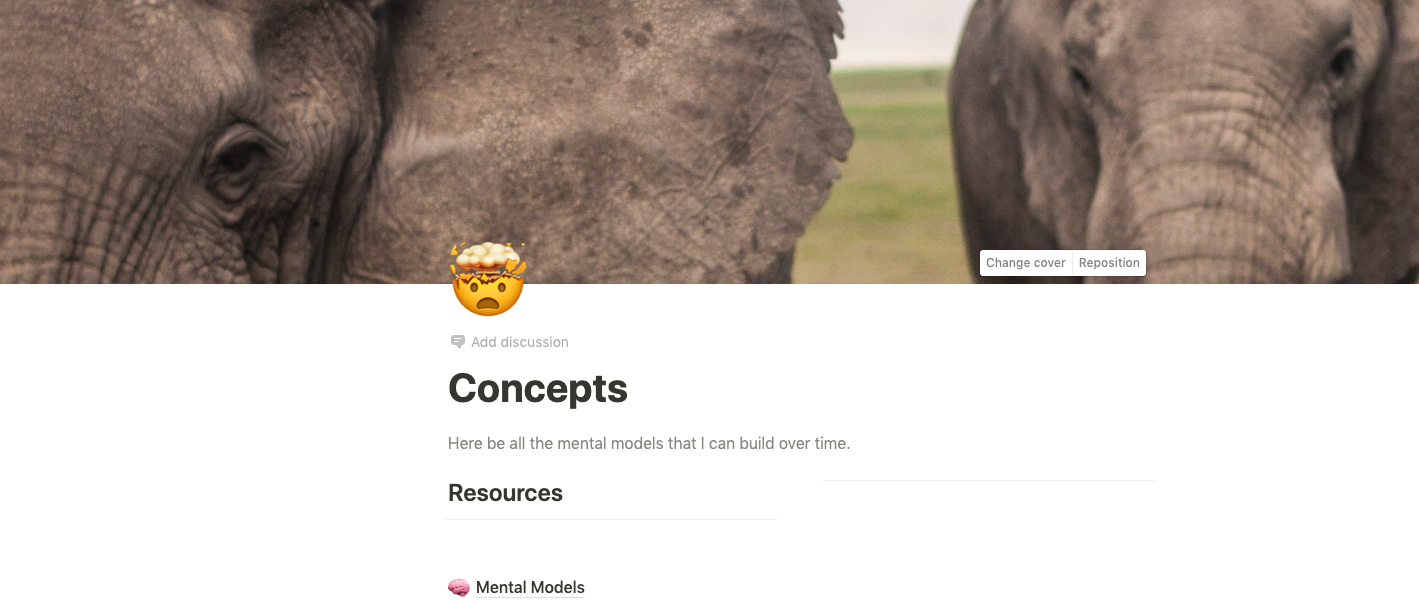 Change cover Reposition
Add discussion
Concepts
Here be all the mental models that I can build over time.
Resources
Mental Models